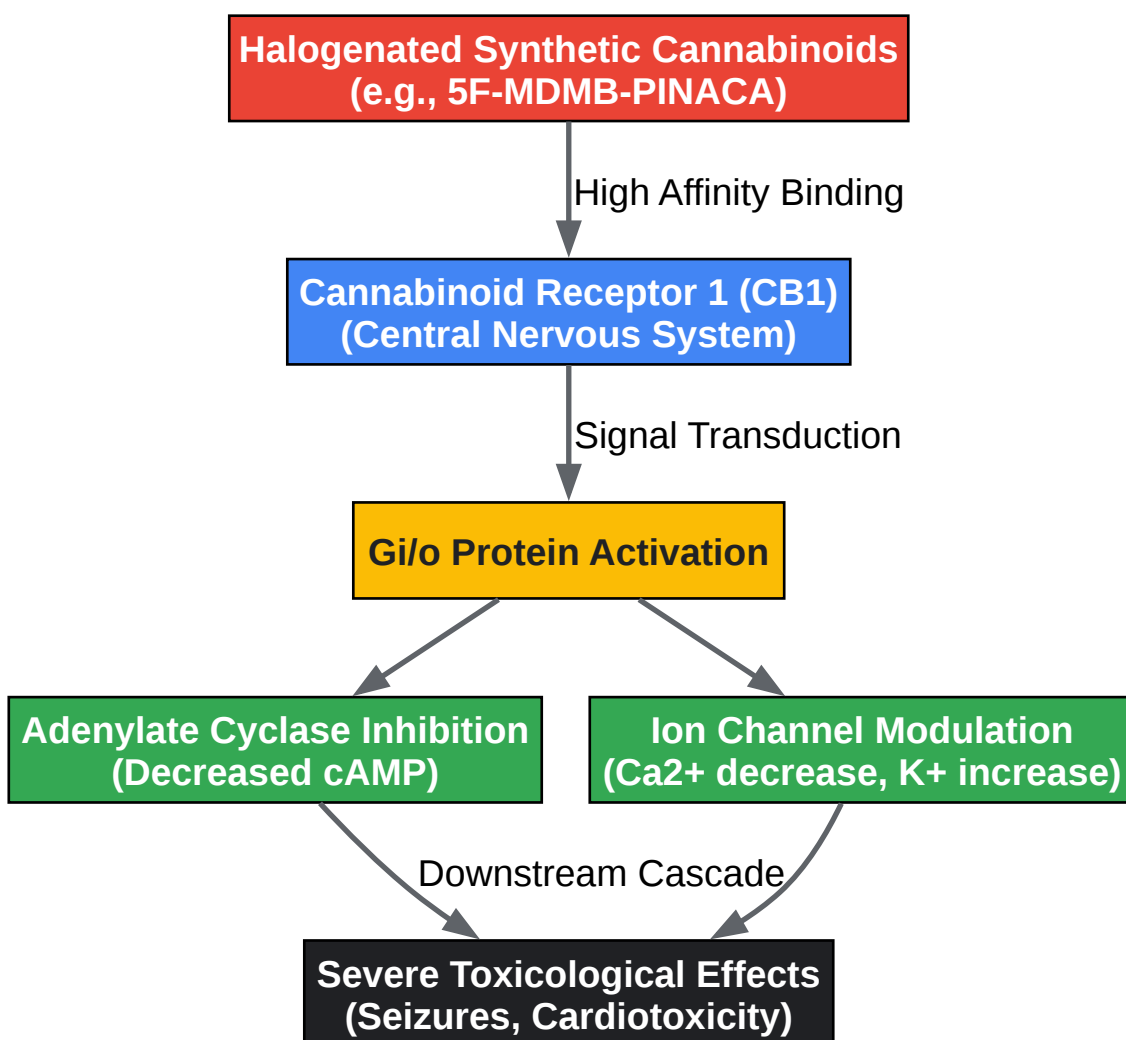 Halogenated Synthetic Cannabinoids
(e.g., 5F-MDMB-PINACA)
High Affinity Binding
Cannabinoid Receptor 1 (CB1)
(Central Nervous System)
Signal Transduction
Gi/o Protein Activation
Adenylate Cyclase Inhibition
(Decreased cAMP)
Ion Channel Modulation
(Ca2+ decrease, K+ increase)
Downstream Cascade
Severe Toxicological Effects
(Seizures, Cardiotoxicity)